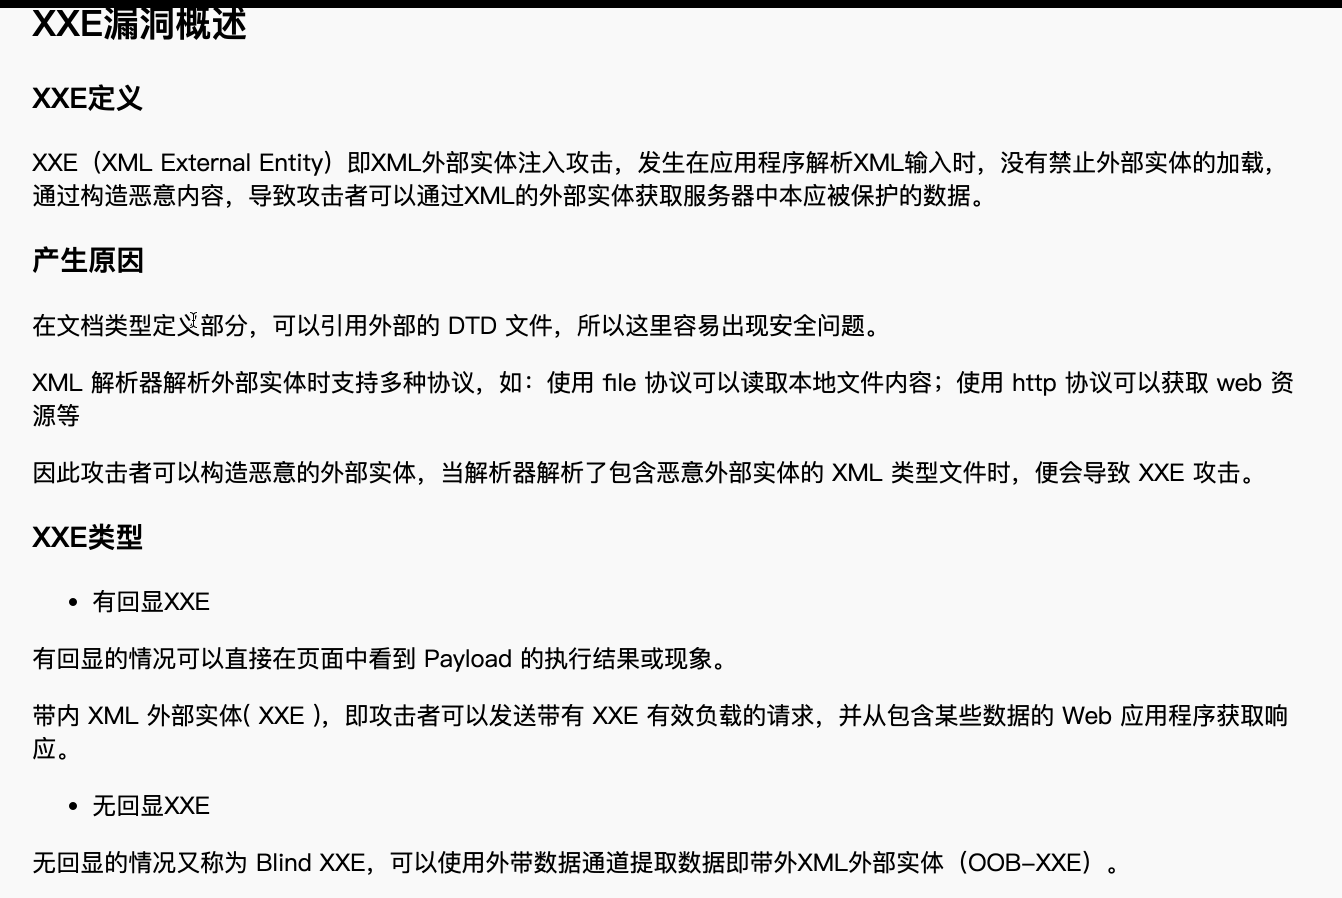 XXE漏洞概述
XXE定义
XXE（XML External Entity）即XML外部实体注入攻击，发生在应用程序解析XML输入时，没有禁止外部实体的加载，
通过构造恶意内容，导致攻击者可以通过XML的外部实体获取服务器中本应被保护的数据。
产生原因
在文档类型定义部分，可以引用外部的 DTD 文件，所以这里容易出现安全问题。
XML 解析器解析外部实体时支持多种协议，如：使用 file 协议可以读取本地文件内容；使用 http 协议可以获取 web 资
源等
因此攻击者可以构造恶意的外部实体，当解析器解析了包含恶意外部实体的 XML 类型文件时，便会导致 XXE 攻击。
XXE类型
• 有回显XXE
有回显的情况可以直接在页面中看到 Payload 的执行结果或现象。
带内 XML 外部实体( XXE )，即攻击者可以发送带有 XXE 有效负载的请求，并从包含某些数据的 Web 应用程序获取响
应。
• 无回显XXE
无回显的情况又称为 Blind XXE，可以使用外带数据通道提取数据即带外XML外部实体（OOB–XXE）。